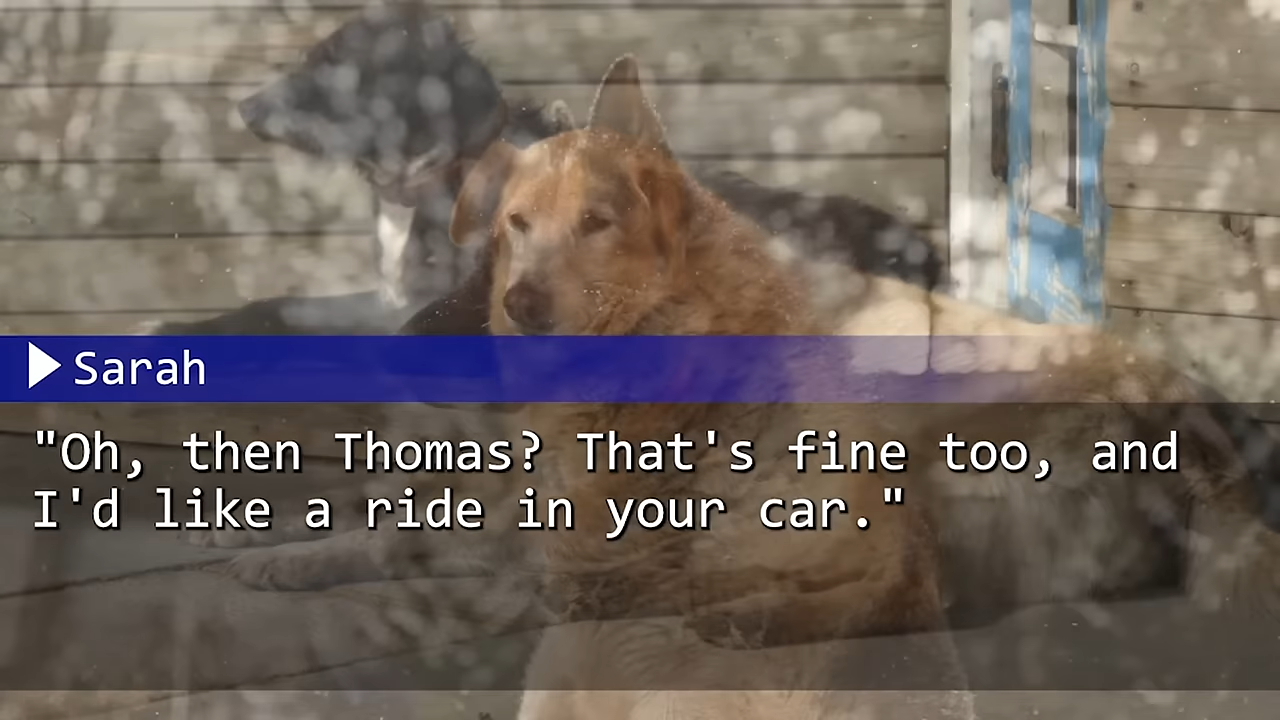 Sarah
"Oh, then Thomas? That's fine too, and
I'd like a ride in your car."